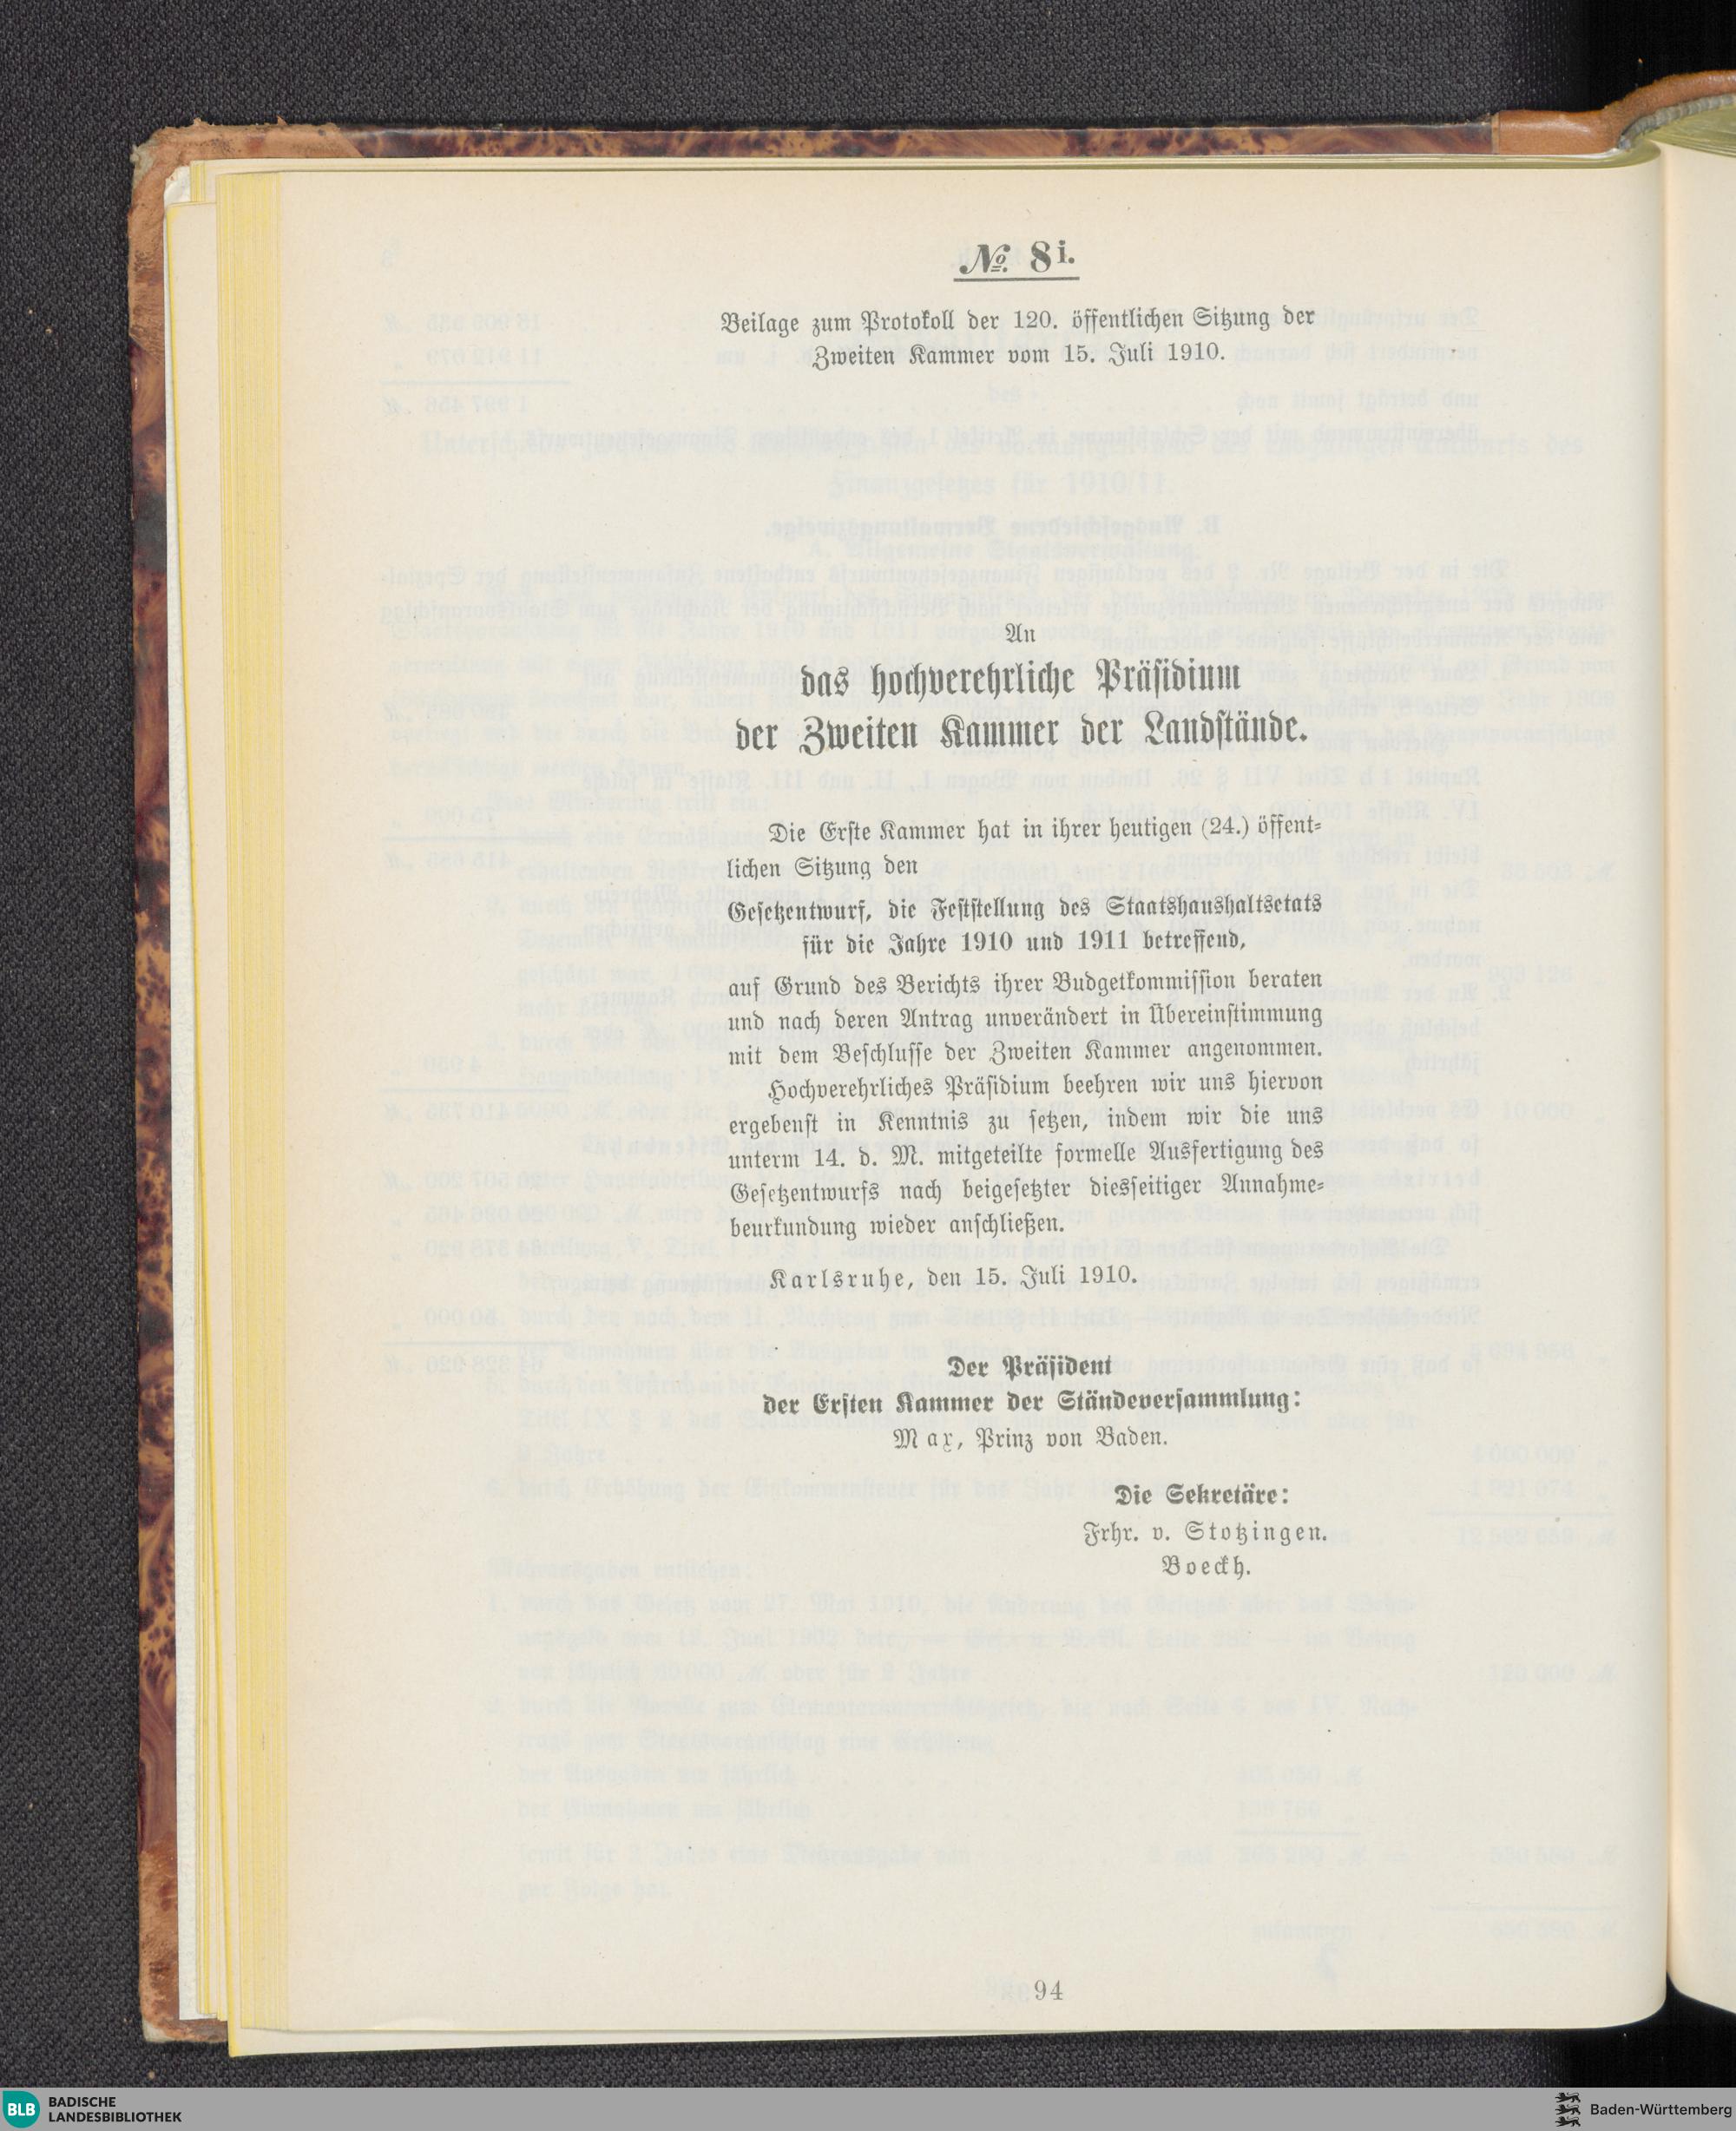 № 8 i.
Beilage zum Protokoll der 120. öffentlichen Sitzung der
Zweiten Kammer vom 15. Juli 1910.
An
das hochverehrliche Präsidium
der Zweiten Kammer der Landstände.
Die Erste Kammer hat in ihrer heutigen (24.) öffent-
lichen Sitzung den
Gesetzentwurf, die Feststellung des Staatshaushaltsetats
für die Jahre 1910 und 1911 betreffend,
auf Grund des Berichts ihrer Budgetkommission beraten
und nach deren Antrag unverändert in Übereinstimmung
mit dem Beschlusse der Zweiten Kammer angenommen.
Hochverehrliches Präsidium beehren wir uns hiervon
ergebenst in Kenntnis zu setzen, indem wir die uns
unterm 14. d. M. mitgeteilte formelle Ausfertigung des
Gesetzentwurfs nach beigesetzter diesseitiger Annahme-
beurkundung wieder anschließen.
Karlsruhe, den 15. Juli 1910.
Der Präsident
der Ersten Kammer der Ständeversammlung:
Max, Prinz von Baden.
Die Sekretäre:
Frhr. v. Stotzingen.
Boeckh.
94
BLB BADISCHE
LANDESBIBLIOTHEK
Baden-Württemberg